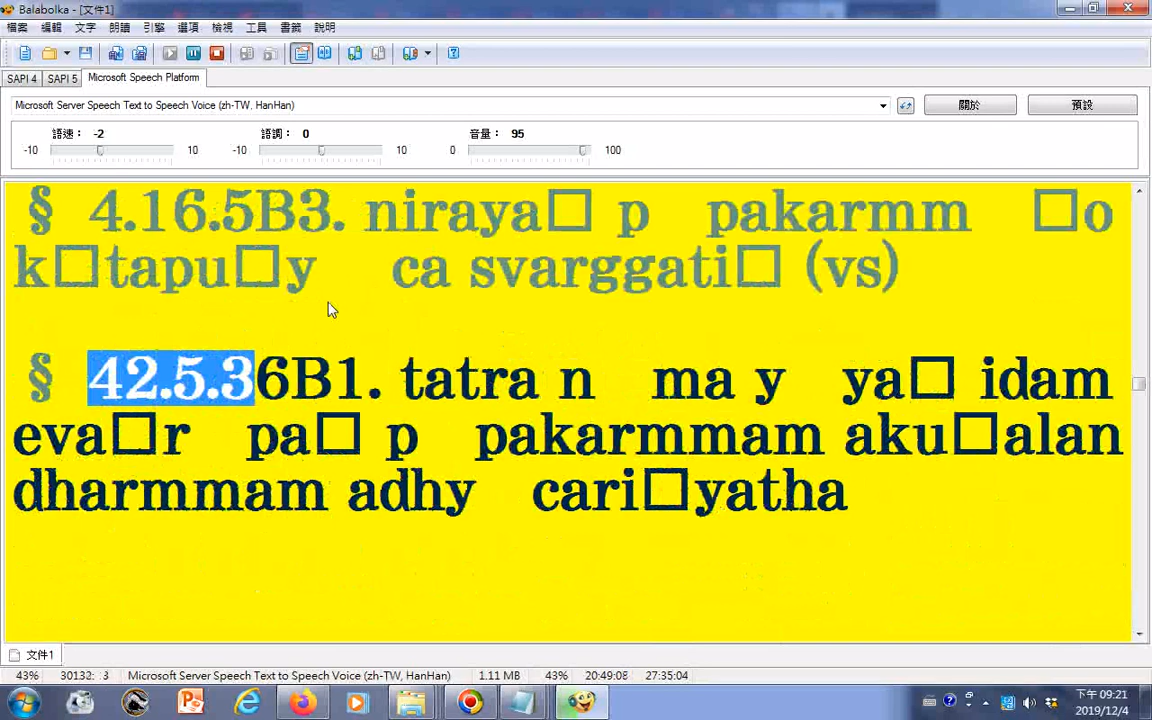 Balabolka - [文件1]
檔案 編輯 文字 朗讀 引擎 選項 檢視 工具 書籤 說明
SAPI 4 SAPI 5 Microsoft Speech Platform
Microsoft Server Speech Text to Speech Voice (zh-TW, HanHan) 關於 預設
語速： -2 語調： 0 音量： 95
-10 10 -10 10 0 100
§ 4.16.5B3. niraya□ p pakarmm □o
k□tapu□y ca svarggati□ (vs)
§ 42.5.36B1. tatra n ma y ya□ idam
eva□r pa□ p pakarmmam aku□alan
dharmmam adhy cari□yatha
文件1
43% 30132: 3 Microsoft Server Speech Text to Speech Voice (zh-TW, HanHan) 1.11 MB 43% 20:49:08 27:35:04
下午 09:21
2019/12/4